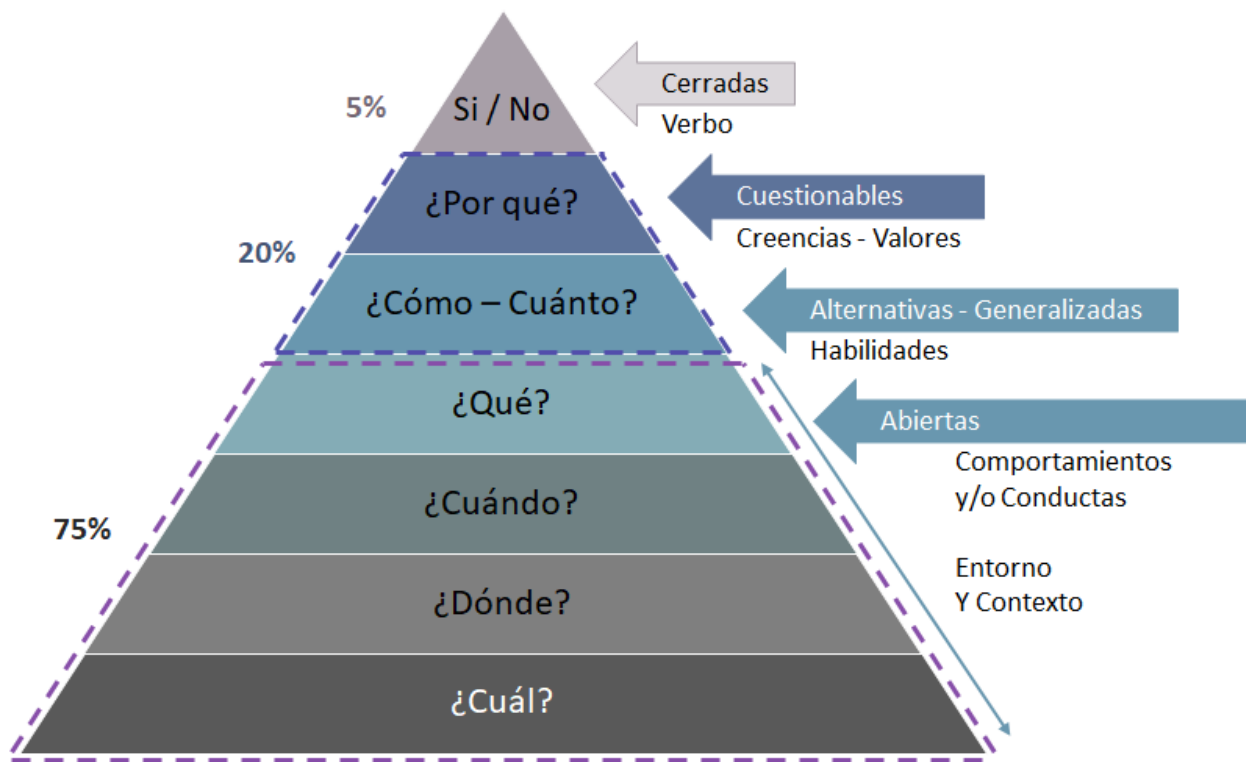 Cerradas
5%
Si / No
Verbo
¿Por qué?
Cuestionables
Creencias - Valores
20%
¿Cómo – Cuánto?
Alternativas - Generalizadas
Habilidades
¿Qué?
Abiertas
Comportamientos
y/o Conductas
¿Cuándo?
75%
Entorno
Y Contexto
¿Dónde?
¿Cuál?